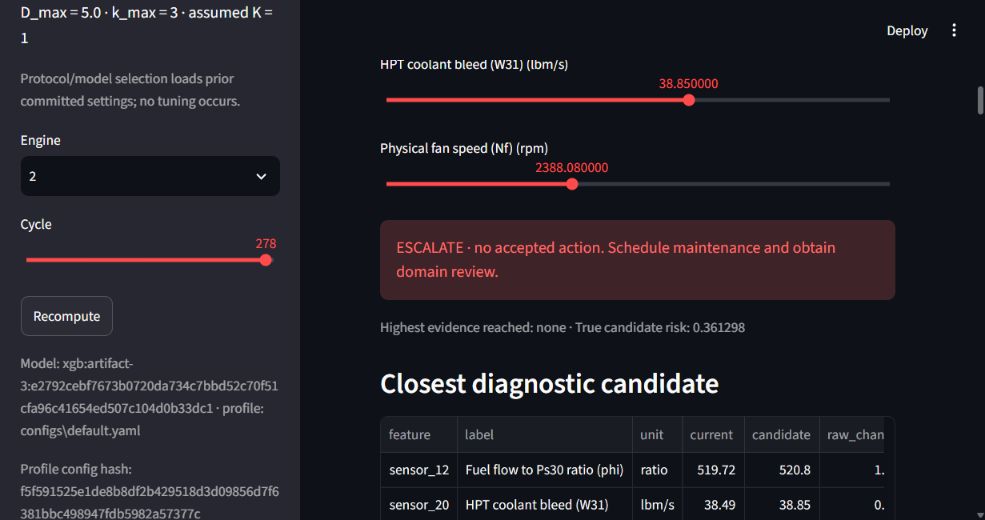 D_max = 5.0 · k_max = 3 · assumed K =
1
Protocol/model selection loads prior
committed settings; no tuning occurs.
Engine
2
Cycle
278
Recompute
Model: xgb:artifact-
3:e2792cebf7673b0720da734c7bbd52c70f51
cfa96c41654ed507c104d0b33dc1 · profile:
configs\default.yaml
Profile config hash:
f5f591525e1de8b8df2b429518d3d09856d7f6
381bbc498947fdb5982a57377c
Deploy
HPT coolant bleed (W31) (lbm/s)
38.850000
Physical fan speed (Nf) (rpm)
2388.080000
ESCALATE · no accepted action. Schedule maintenance and obtain
domain review.
Highest evidence reached: none · True candidate risk: 0.361298
Closest diagnostic candidate
feature label unit current candidate raw_chan
sensor_12 Fuel flow to Ps30 ratio (phi) ratio 519.72 520.8 1.
sensor_20 HPT coolant bleed (W31) lbm/s 38.49 38.85 0.